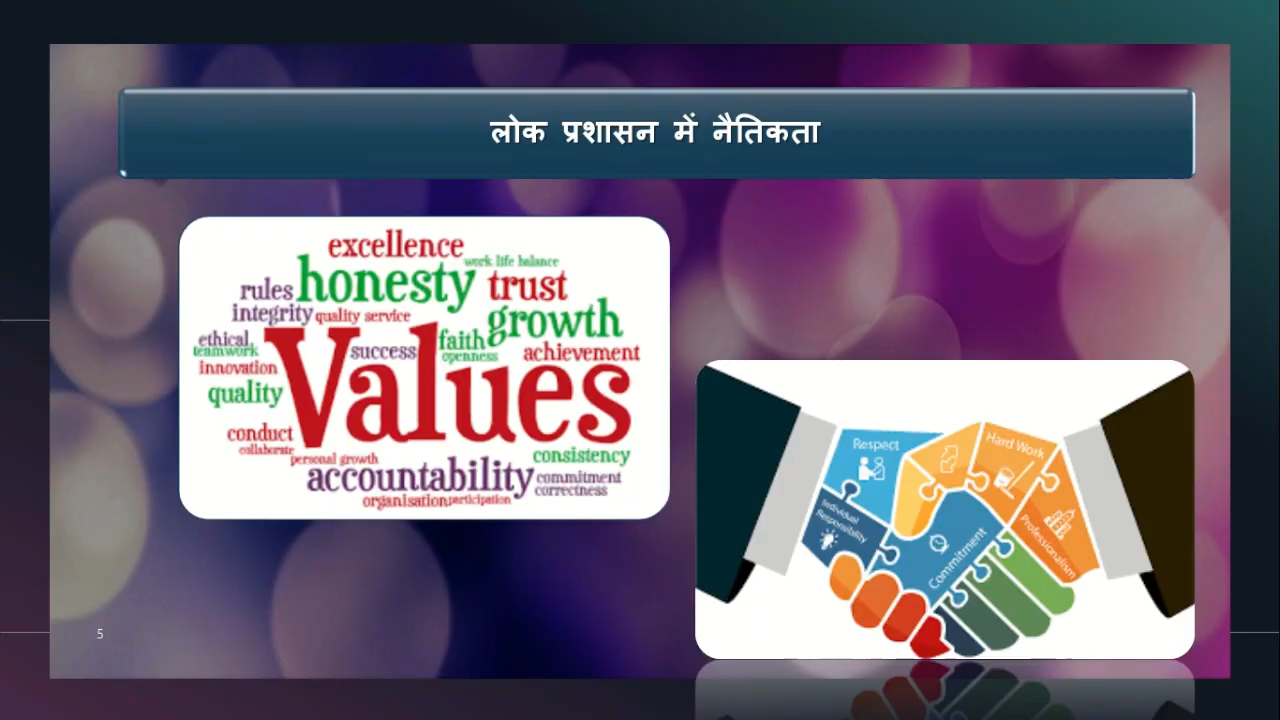 लोक प्रशासन में नैतिकता
excellence
work life balance
rules honesty trust
integrity quality service growth
ethical faith
teamwork success openness achievement
innovation
Values
quality
conduct
collaborate
personal growth consistency
accountability commitment
correctness
organisation participation
Respect
Hard Work
Individual
Responsibility
Commitment
Professionalism
5